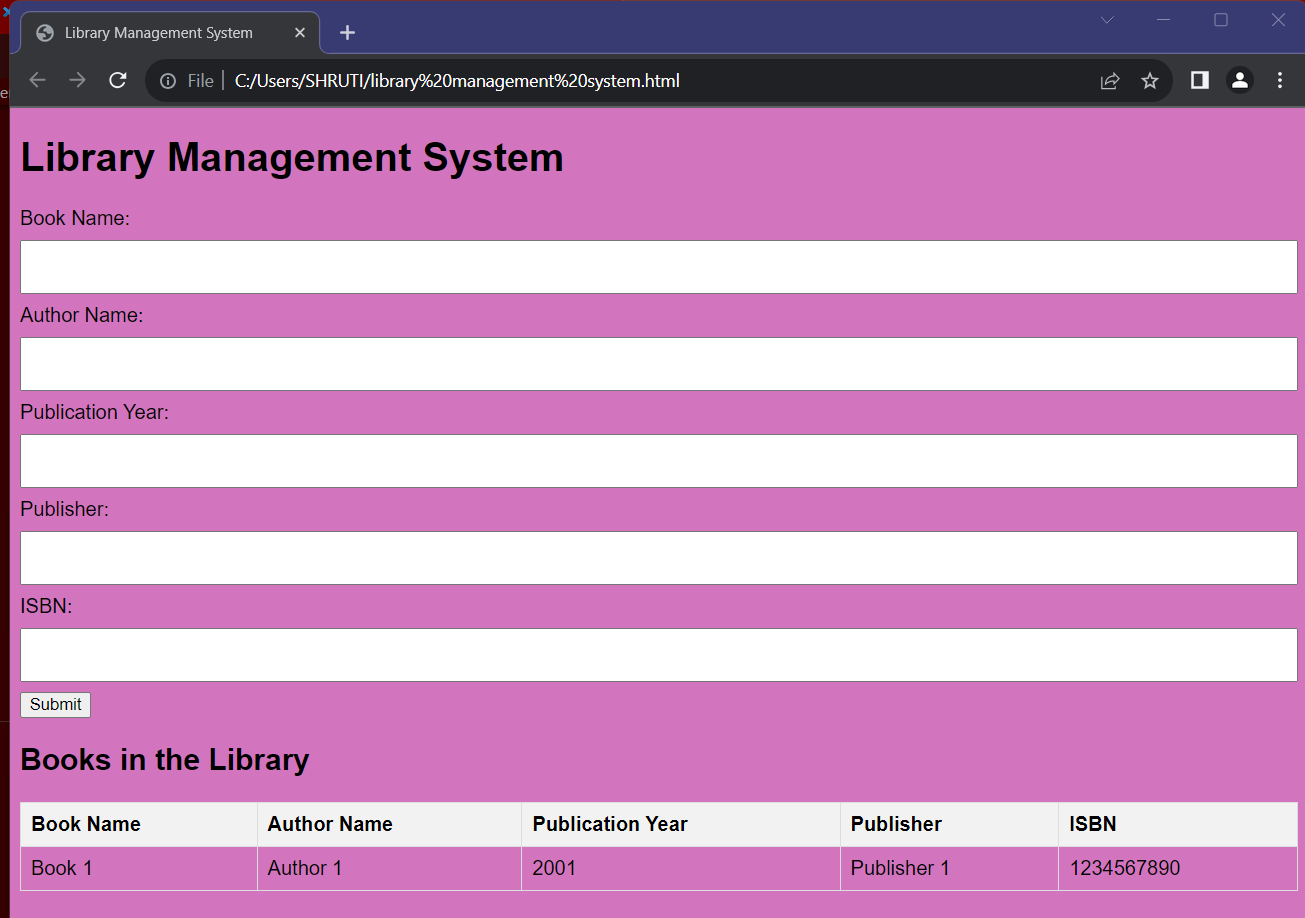 Library Management System
File C:/Users/SHRUTI/library%20management%20system.html
Library Management System
Book Name:
Author Name:
Publication Year:
Publisher:
ISBN:
Submit
Books in the Library
Book Name Author Name Publication Year Publisher ISBN
Book 1 Author 1 2001 Publisher 1 1234567890